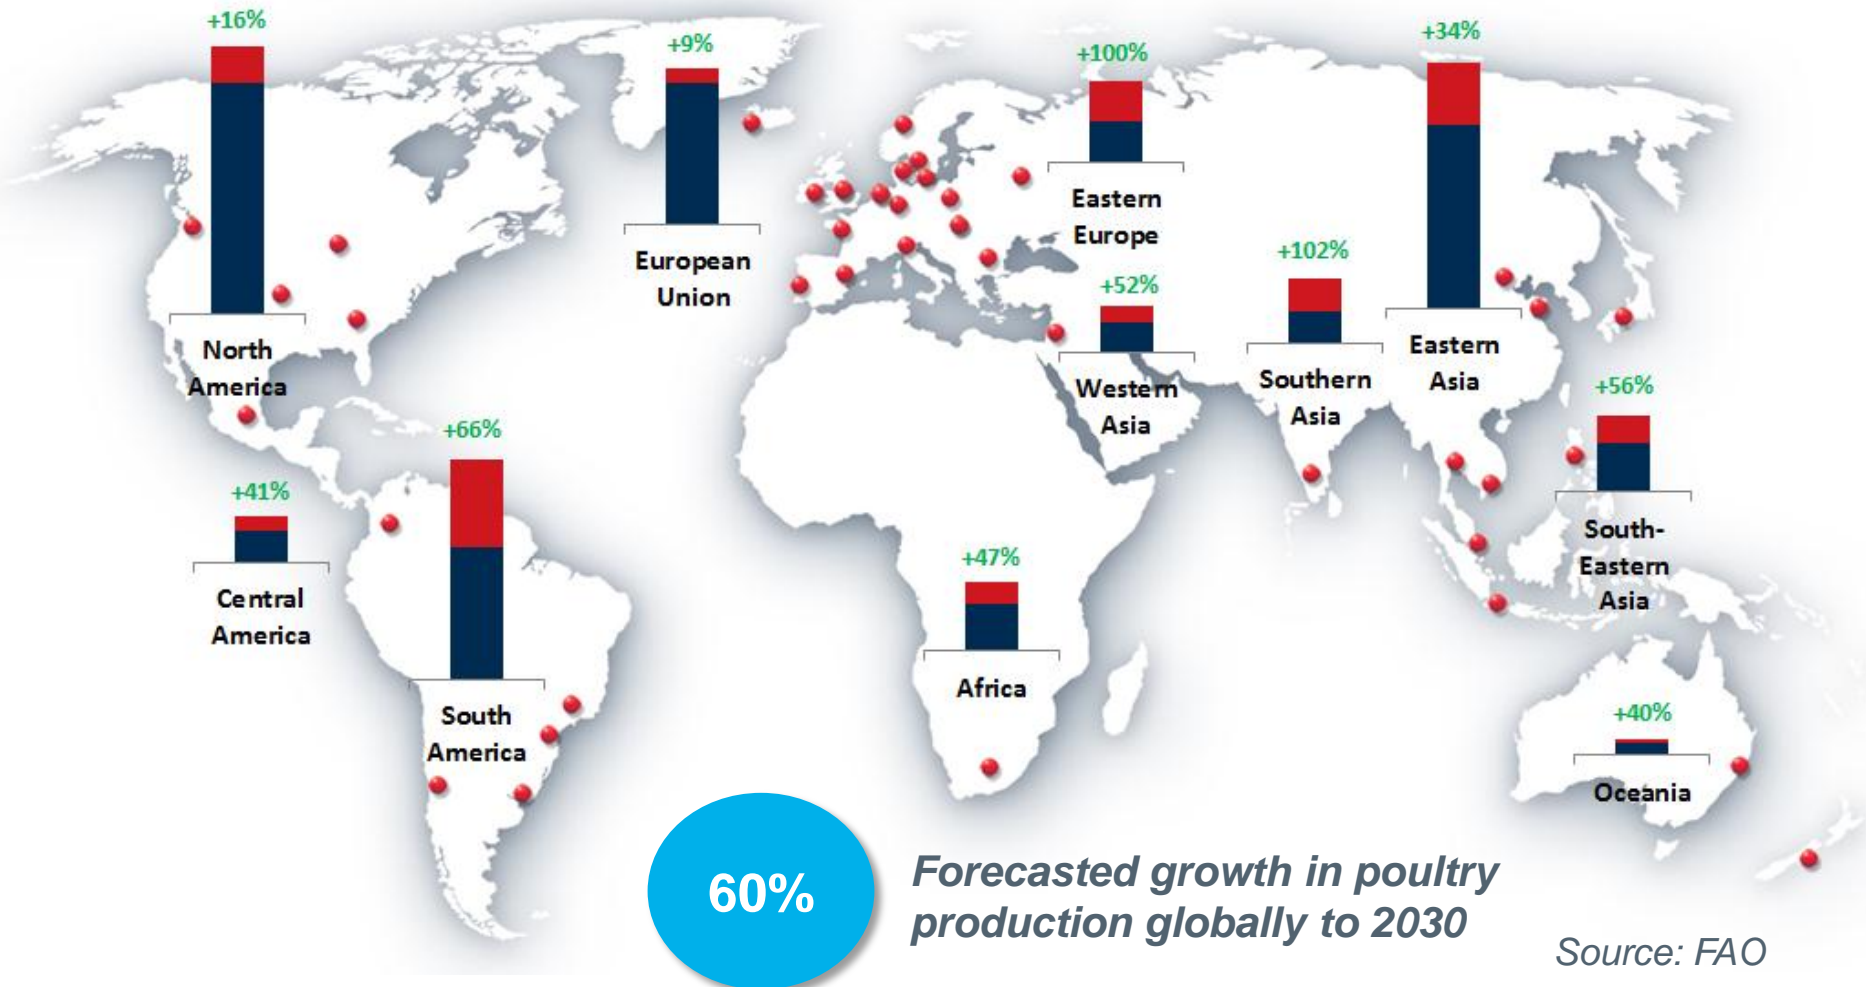 +16%
North
America
+9%
European
Union
+100%
Eastern
Europe
+34%
Eastern
Asia
+52%
Western
Asia
+102%
Southern
Asia
+56%
South-
Eastern
Asia
+41%
Central
America
+66%
South
America
+47%
Africa
+40%
Oceania
60%
Forecasted growth in poultry
production globally to 2030
Source: FAO